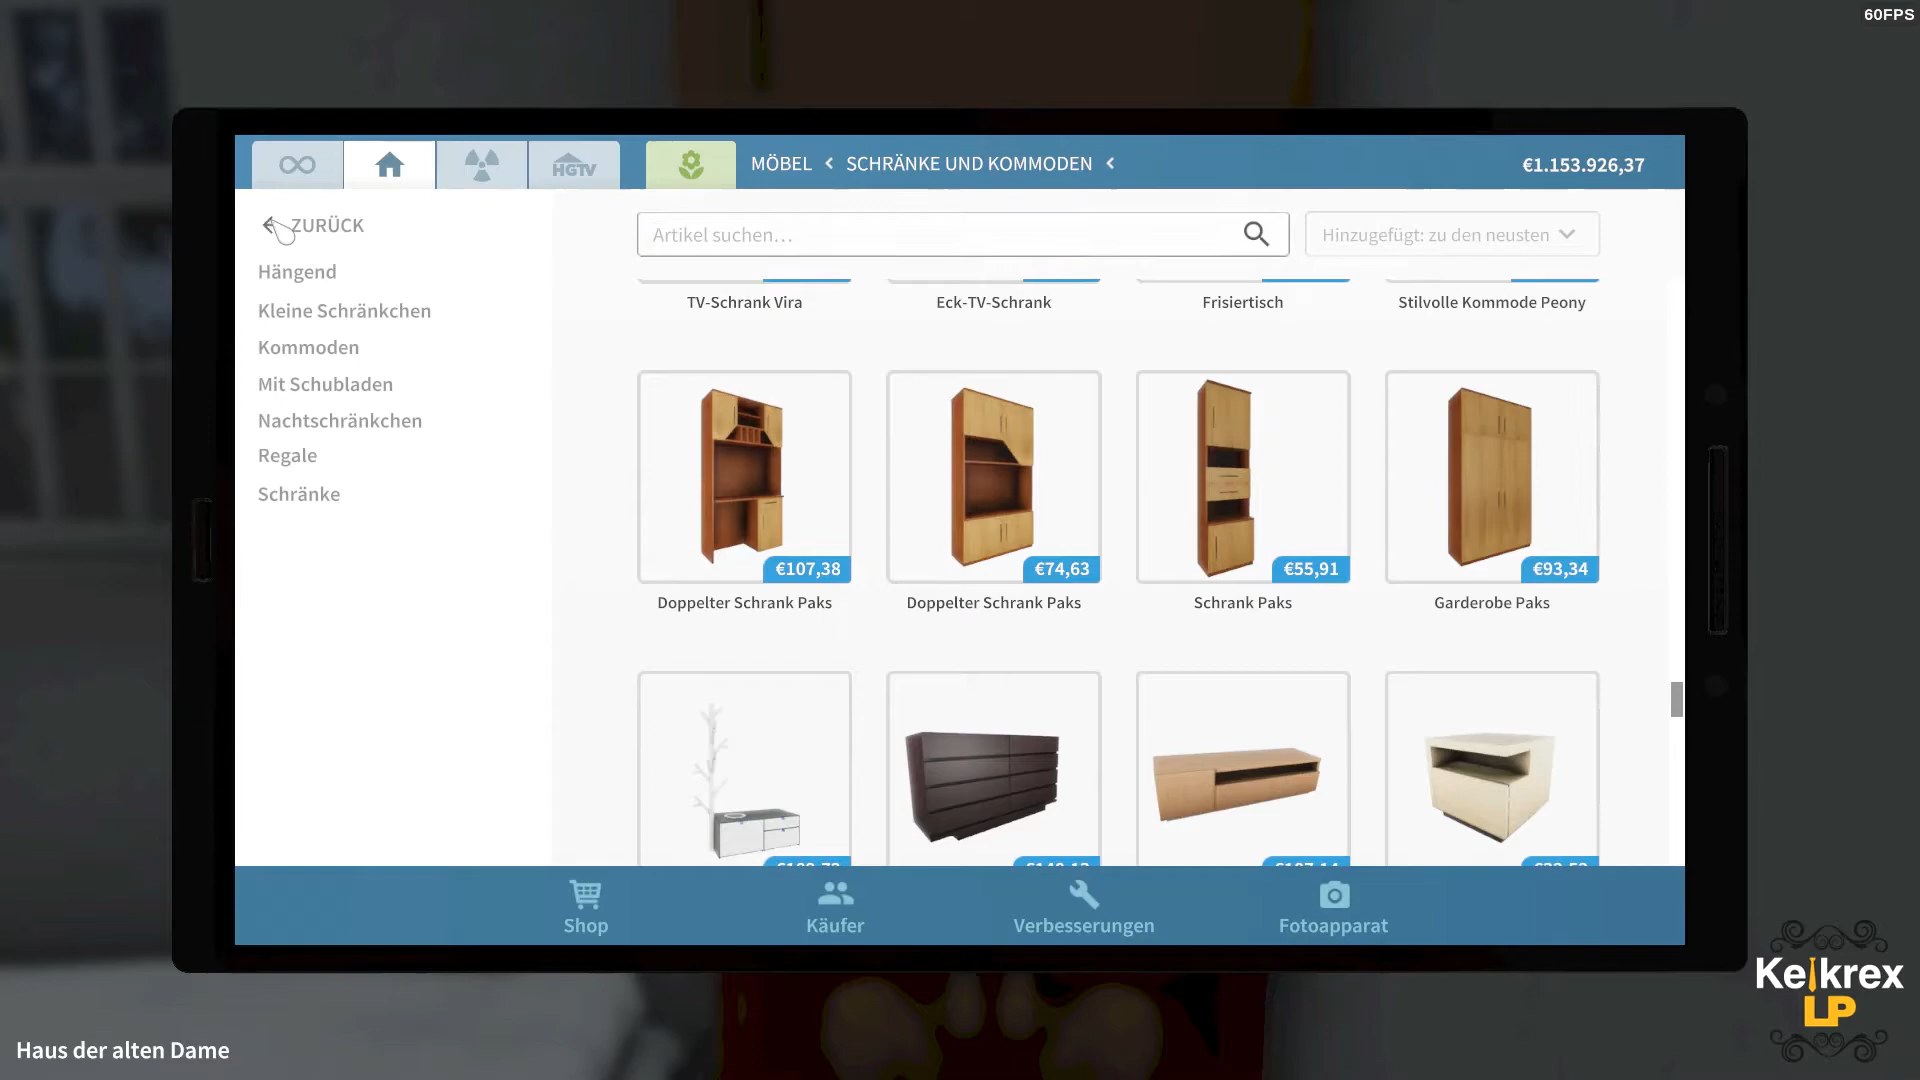 60FPS
HGTV
MÖBEL
SCHRÄNKE UND KOMMODEN
€1.153.926,37
ZURÜCK
Artikel suchen...
Hinzugefügt: zu den neusten
Hängend
Kleine Schränkchen
Kommoden
Mit Schubladen
Nachtschränkchen
Regale
Schränke
TV-Schrank Vira
Eck-TV-Schrank
Frisiertisch
Stilvolle Kommode Peony
€107,38
€74,63
€55,91
€93,34
Doppelter Schrank Paks
Doppelter Schrank Paks
Schrank Paks
Garderobe Paks
Shop
Käufer
Verbesserungen
Fotoapparat
Keikrex
LP
Haus der alten Dame